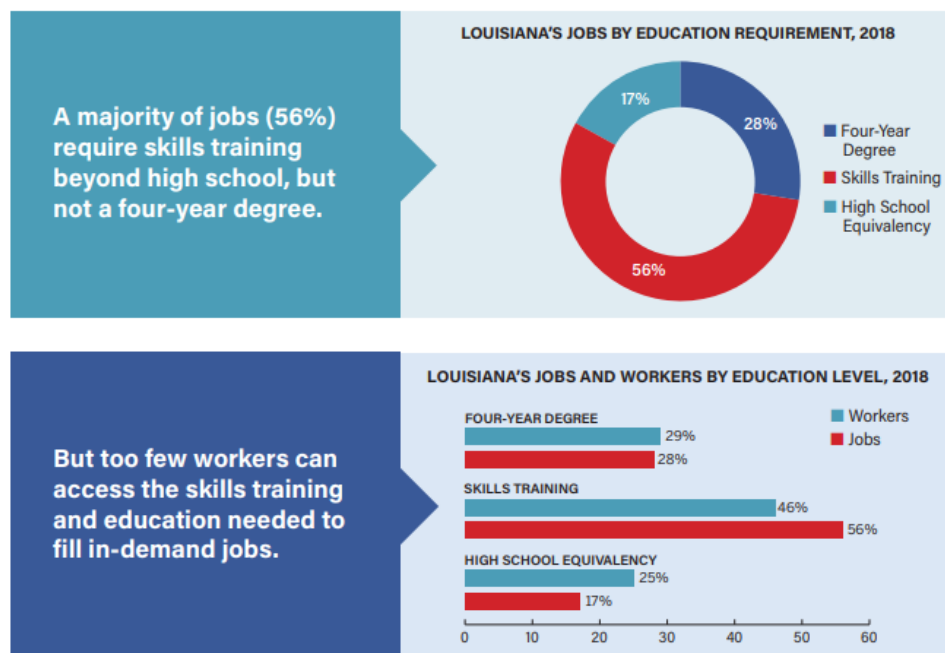 A majority of jobs (56%)
require skills training
beyond high school, but
not a four-year degree.
LOUISIANA'S JOBS BY EDUCATION REQUIREMENT, 2018
17%
28%
56%
Four-Year
Degree
Skills Training
High School
Equivalency
But too few workers can
access the skills training
and education needed to
fill in-demand jobs.
LOUISIANA'S JOBS AND WORKERS BY EDUCATION LEVEL, 2018
Workers
Jobs
FOUR-YEAR DEGREE
29%
28%
SKILLS TRAINING
46%
56%
HIGH SCHOOL EQUIVALENCY
25%
17%
0 10 20 30 40 50 60